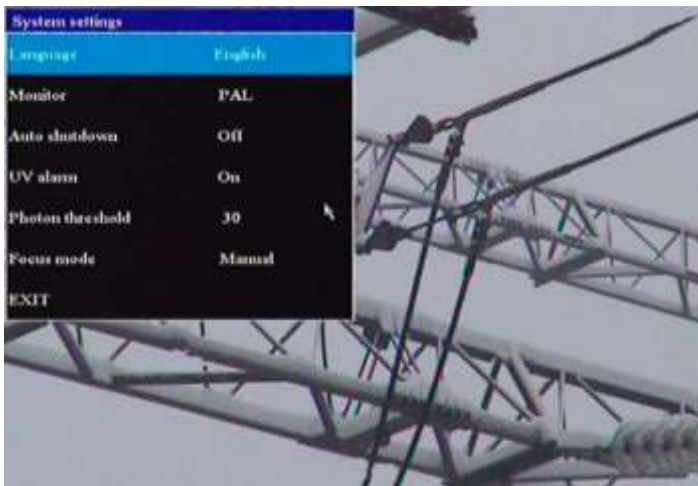 System settings
Language English
Monitor PAL
Auto shutdown Off
UV alarm On
Photon threshold 30
Focus mode Manual
EXIT